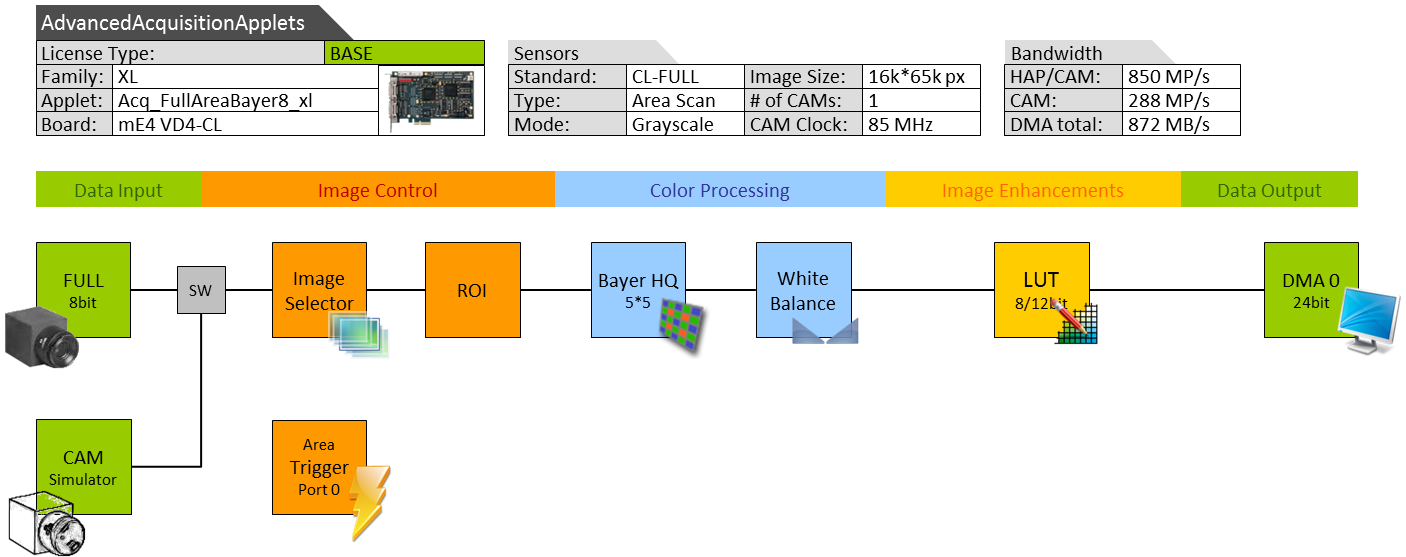 AdvancedAcquisitionApplets
License Type: BASE
Family: XL
Applet: Acq_FullAreaBayer8_xl
Board: mE4 VD4-CL
Sensors
Standard: CL-FULL Image Size: 16k*65k px
Type: Area Scan # of CAMs: 1
Mode: Grayscale CAM Clock: 85 MHz
Bandwidth
HAP/CAM: 850 MP/s
CAM: 288 MP/s
DMA total: 872 MB/s
Data Input Image Control Color Processing Image Enhancements Data Output
FULL
8bit
SW
Image
Selector
ROI
Bayer HQ
5*5
White
Balance
LUT
8/12bit
DMA 0
24bit
CAM
Simulator
Area
Trigger
Port 0